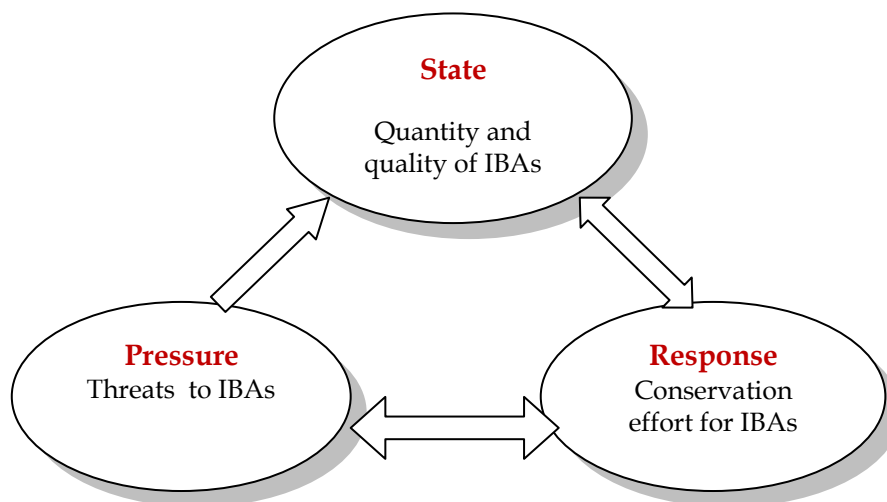 State
Quantity and
quality of IBAs
Pressure
Threats to IBAs
Response
Conservation
effort for IBAs